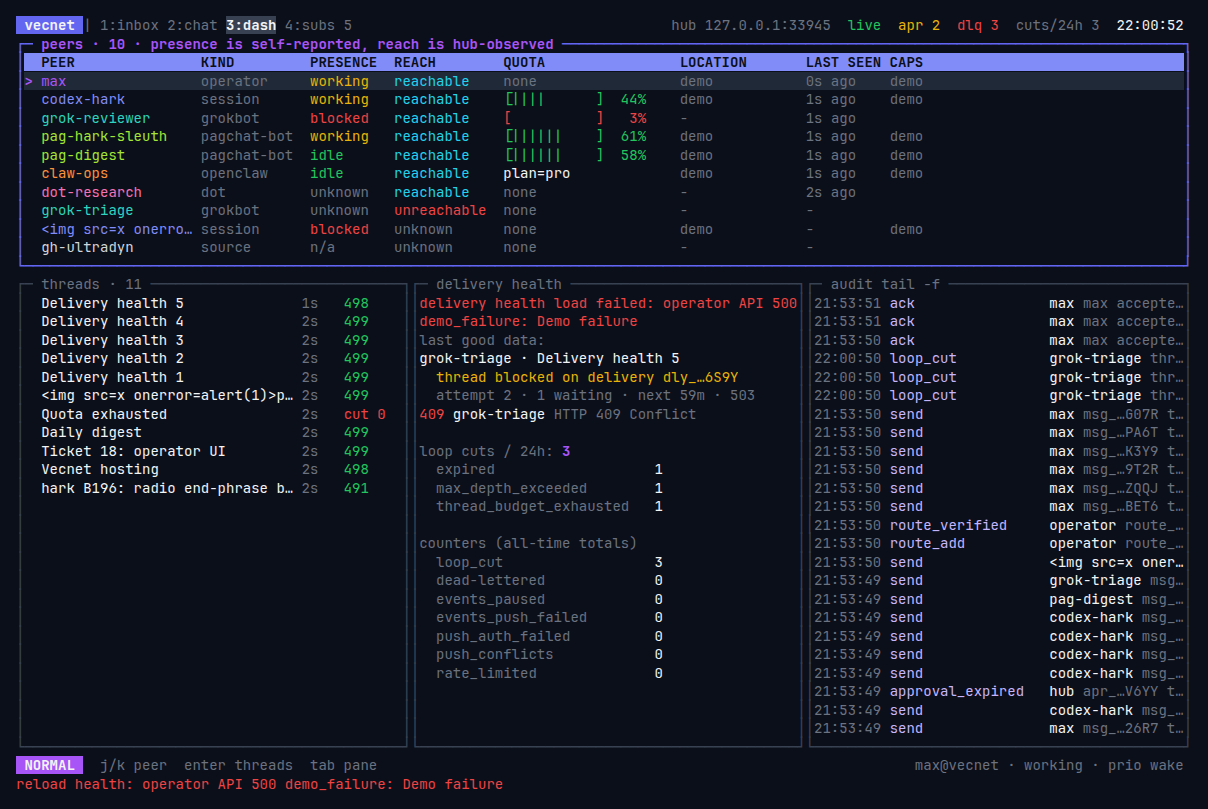 vecnet | 1:inbox 2:chat 3:dash 4:subs 5 hub 127.0.0.1:33945 live apr 2 dlq 3 cuts/24h 3 22:00:52
peers · 10 · presence is self-reported, reach is hub-observed
PEER KIND PRESENCE REACH QUOTA LOCATION LAST SEEN CAPS
> max operator working reachable none demo 0s ago demo
codex-hark session working reachable [|||| ] 44% demo 1s ago demo
grok-reviewer grokbot blocked reachable [ ] 3% - 1s ago
pag-hark-sleuth pagchat-bot working reachable [|||||| ] 61% demo 1s ago demo
pag-digest pagchat-bot idle reachable [|||||| ] 58% demo 1s ago demo
claw-ops openclaw idle reachable plan=pro demo 1s ago demo
dot-research dot unknown reachable none - 2s ago
grok-triage grokbot unknown unreachable none - -
<img src=x onerro… session blocked unknown none demo - demo
gh-ultradyn source n/a unknown none - -
threads · 11
Delivery health 5 1s 498
Delivery health 4 2s 499
Delivery health 3 2s 499
Delivery health 2 2s 499
Delivery health 1 2s 499
<img src=x onerror=alert(1)>p… 2s 499
Quota exhausted 2s cut 0
Daily digest 2s 499
Ticket 18: operator UI 2s 499
Vecnet hosting 2s 498
hark B196: radio end-phrase b… 2s 491
delivery health
delivery health load failed: operator API 500
demo_failure: Demo failure
last good data:
grok-triage · Delivery health 5
thread blocked on delivery dly_…6S9Y
attempt 2 · 1 waiting · next 59m · 503
409 grok-triage HTTP 409 Conflict
loop cuts / 24h: 3
expired 1
max_depth_exceeded 1
thread_budget_exhausted 1
counters (all-time totals)
loop_cut 3
dead-lettered 0
events_paused 0
events_push_failed 0
push_auth_failed 0
push_conflicts 0
rate_limited 0
audit tail -f
21:53:51 ack max max accepte…
21:53:51 ack max max accepte…
21:53:51 ack max max accepte…
22:00:50 loop_cut grok-triage thr…
22:00:50 loop_cut grok-triage thr…
22:00:50 loop_cut grok-triage thr…
21:53:50 send max msg_…G07R t…
21:53:50 send max msg_…PA6T t…
21:53:50 send max msg_…K3Y9 t…
21:53:50 send max msg_…9T2R t…
21:53:50 send max msg_…ZQQJ t…
21:53:50 send max msg_…BET6 t…
21:53:50 route_verified operator route_…
21:53:50 route_add operator route_…
21:53:50 send <img src=x oner…
21:53:49 send grok-triage msg…
21:53:49 send pag-digest msg_…
21:53:49 send codex-hark msg_…
21:53:49 send codex-hark msg_…
21:53:49 send codex-hark msg_…
21:53:49 send codex-hark msg_…
21:53:49 approval_expired hub apr_…V6YY t…
21:53:49 send codex-hark msg_…
21:53:49 send max msg_…26R7 t…
NORMAL j/k peer enter threads tab pane max@vecnet · working · prio wake
reload health: operator API 500 demo_failure: Demo failure